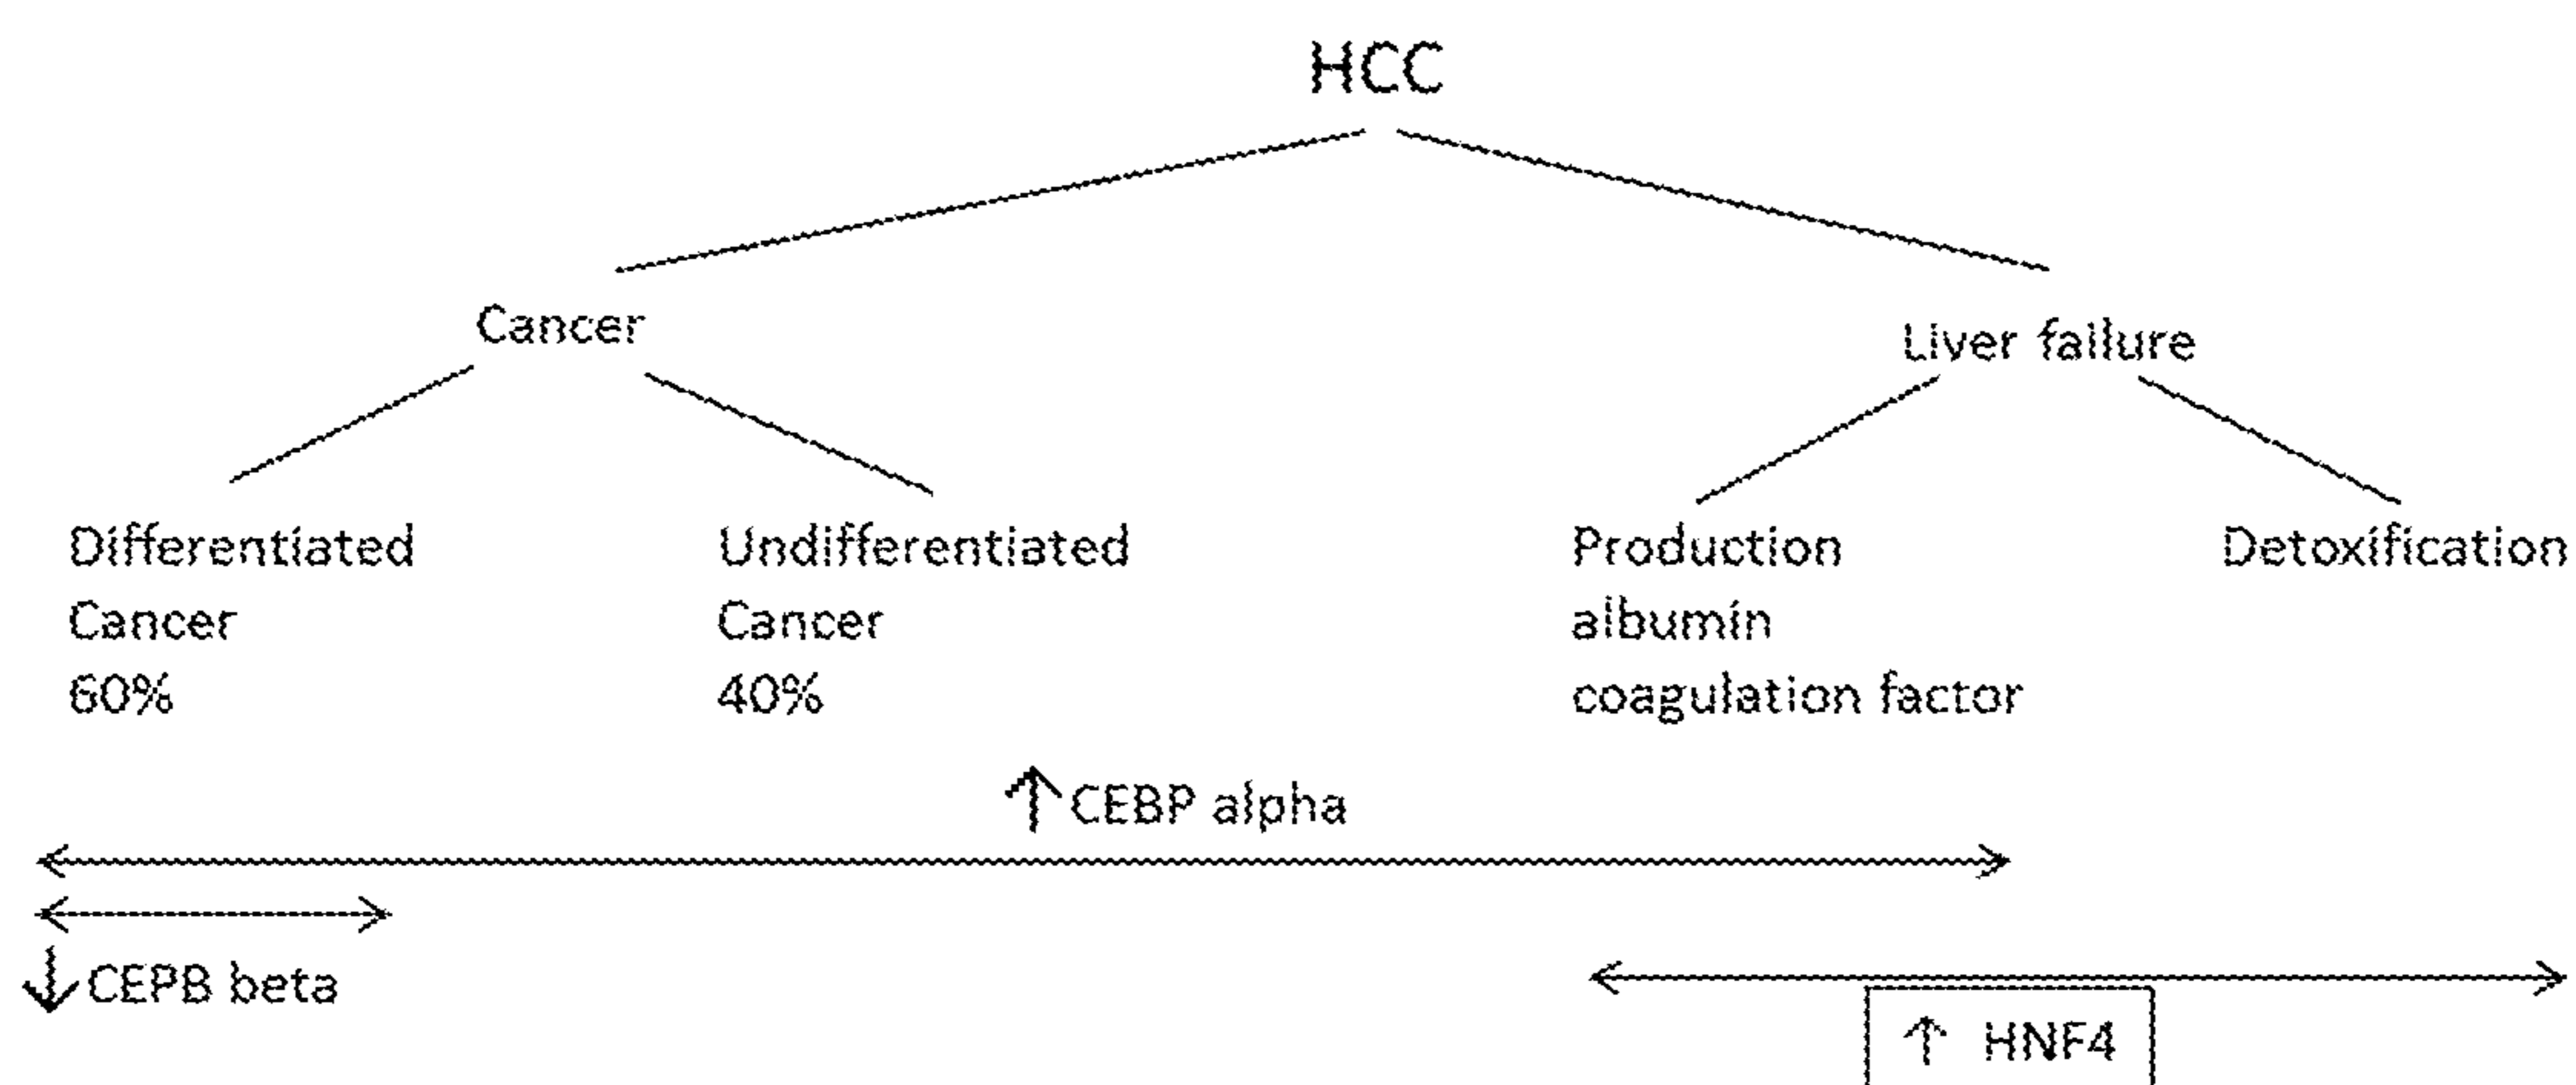 HCC
Cancer
Liver failure
Differentiated
Cancer
60%
Undifferentiated
Cancer
40%
Production
albumin
coagulation factor
Detoxification
↑ CEBP alpha
↓ CEPB beta
↑ HNF4